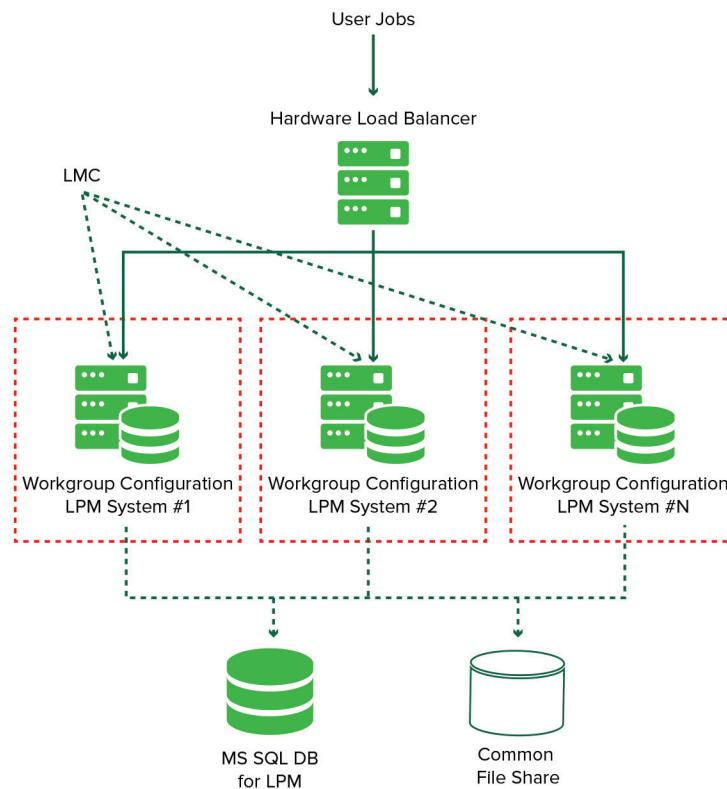 User Jobs
Hardware Load Balancer
LMC
Workgroup Configuration
LPM System #1
Workgroup Configuration
LPM System #2
Workgroup Configuration
LPM System #N
MS SQL DB
for LPM
Common
File Share